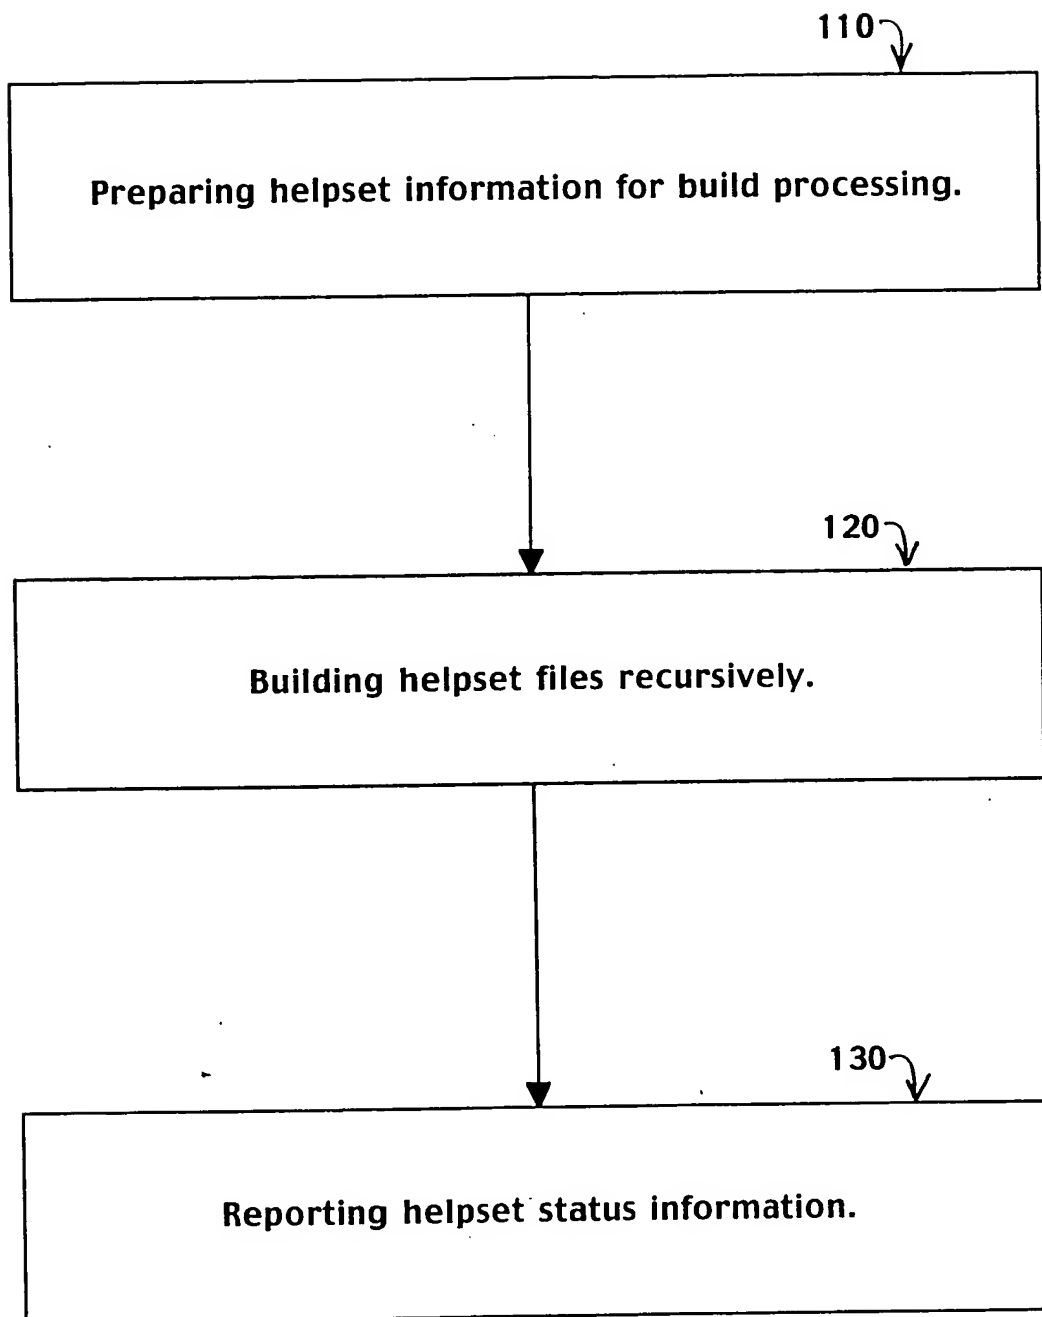 110
Preparing helpset information for build processing.
120
Building helpset files recursively.
130
Reporting helpset status information.